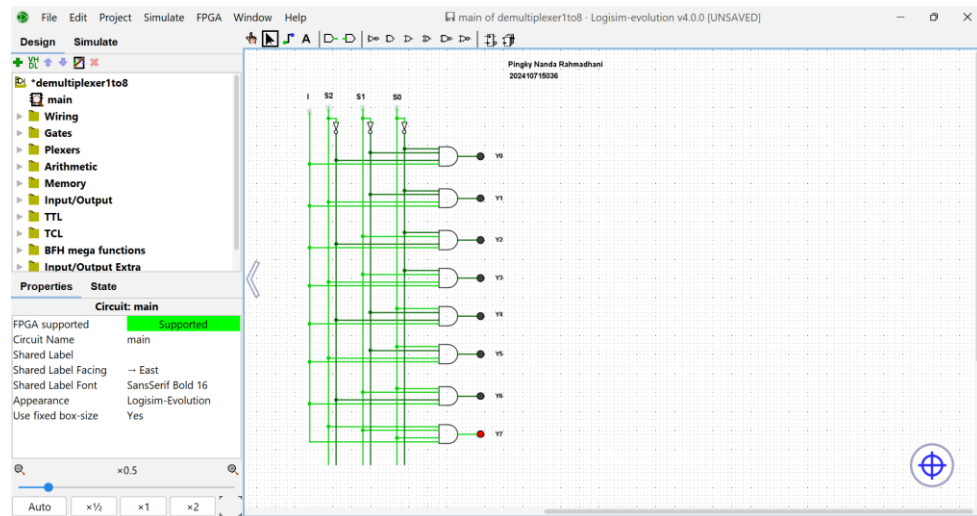 File Edit Project Simulate FPGA Window Help
main of demultiplexer1to8 · Logisim-evolution v4.0.0 [UNSAVED]
Design Simulate
A
VH
DL
*demultiplexer1to8
main
Wiring
Gates
Plexers
Arithmetic
Memory
Input/Output
TTL
TCL
BFH mega functions
Input/Output Extra
Properties State
Circuit: main
FPGA supported Supported
Circuit Name main
Shared Label
Shared Label Facing → East
Shared Label Font SansSerif Bold 16
Appearance Logisim-Evolution
Use fixed box-size Yes
×0.5
Auto ×½ ×1 ×2
Pingky Nanda Rahmadhani
202410715036
I S2 S1 S0
Y0
Y1
Y2
Y3
Y4
Y5
Y6
Y7